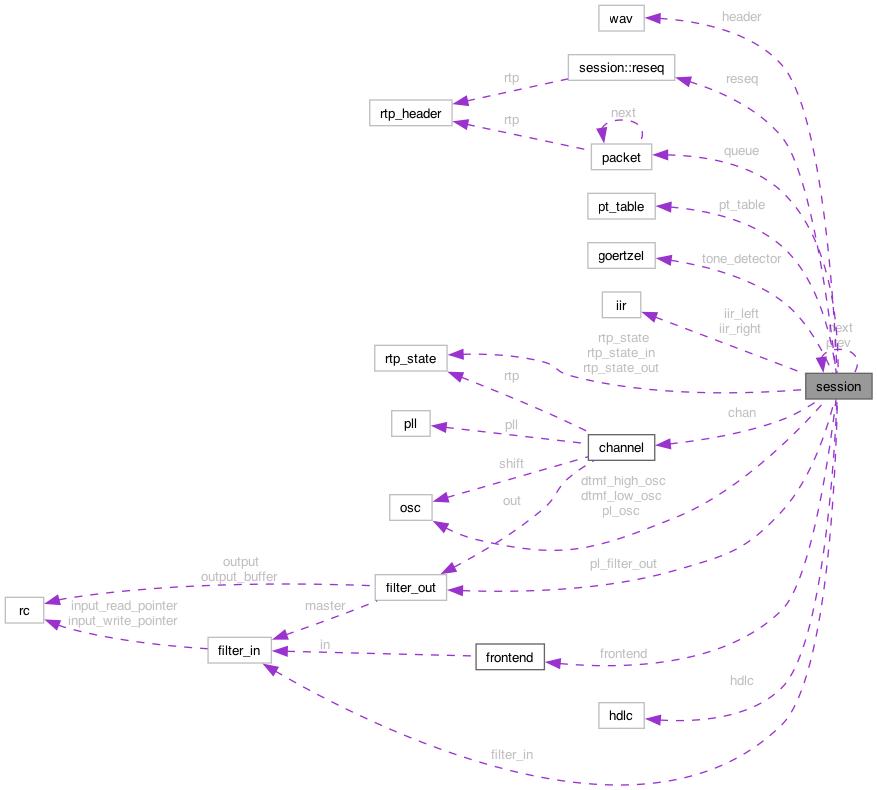 wav
header
session::reseq
reseq
rtp
rtp_header
next
rtp
packet
queue
pt_table
pt_table
goertzel
tone_detector
iir
iir_left
iir_right
next
prev
rtp_state
rtp_state
rtp_state_in
rtp_state_out
session
rtp
chan
pll
pll
channel
shift
osc
out
dtmf_high_osc
dtmf_low_osc
pl_osc
output
output_buffer
filter_out
pl_filter_out
rc
input_read_pointer
input_write_pointer
master
filter_in
in
frontend
frontend
hdlc
hdlc
filter_in